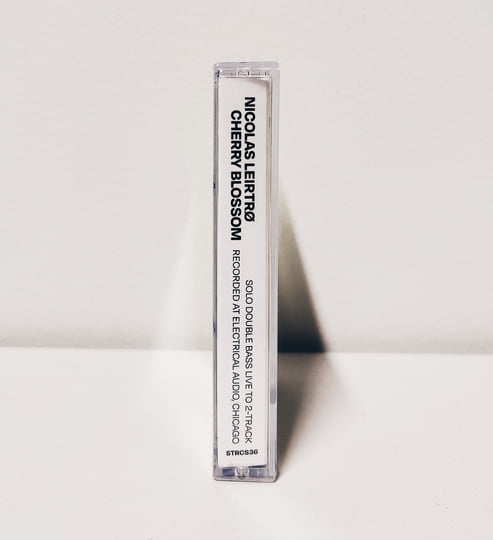 NICOLAS LEIRTRØ
CHERRY BLOSSOM
SOLO DOUBLE BASS LIVE TO 2-TRACK
RECORDED AT ELECTRICAL AUDIO, CHICAGO
STRCS36